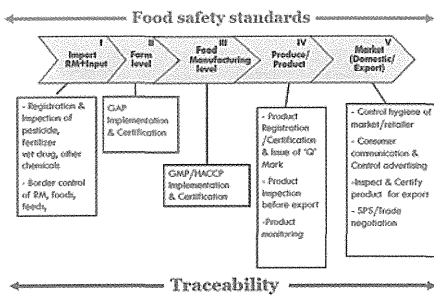 Food safety standards
I
Import
RM+Input
II
Farm
level
III
Food
Manufacturing
level
IV
Produce/
Product
V
Market
(Domestic/
Export)
- Registration &
Inspection of
pesticide,
fertilizer
vet drug, other
chemicals
- Border control
of RM, foods,
feeds,
GAP
Implementation
& Certification
GMP/HACCP
Implementation
& Certification
- Product
Registration
/Certification
& Issue of 'Q'
Mark
- Product
Inspection
before export
-Product
monitoring
- Control hygiene of
market/retailer
- Consumer
communication &
Control advertising
-Inspect & Certify
product for export
- SPS/Trade
negotiation
Traceability